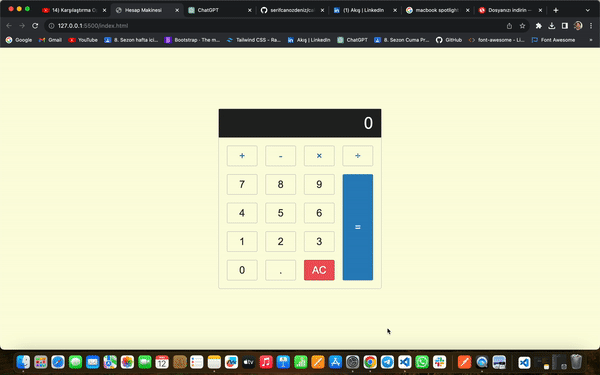 14) Karşılaştırma O
Hesap Makinesi
ChatGPT
serifcanozdeniz/ca
(1) Akış | LinkedIn
macbook spotlight
Dosyanızı indirin –
127.0.0.1:5500/index.html
Google
Gmail
YouTube
8. Sezon hafta içi...
Bootstrap · The m...
Tailwind CSS - Ra...
Akış | LinkedIn
ChatGPT
8. Sezon Cuma Pr...
GitHub
font-awesome - Li...
Font Awesome
0
+ - × ÷
7 8 9
4 5 6
=
1 2 3
0 . AC
12